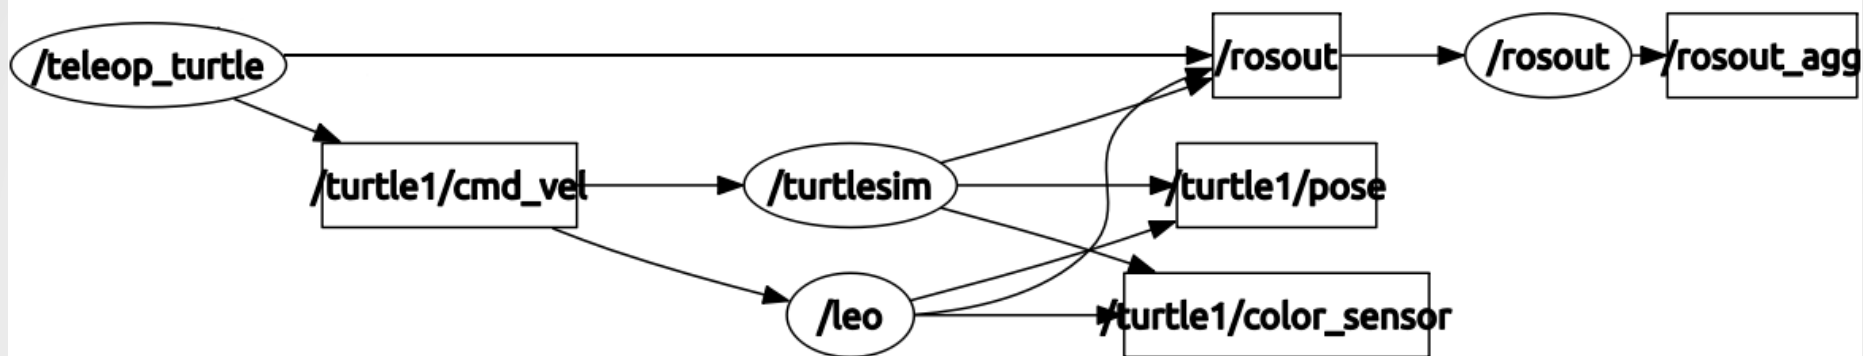 /teleop_turtle
/rosout
/rosout
/rosout_agg
/turtle1/cmd_vel
/turtlesim
/turtle1/pose
/leo
/turtle1/color_sensor